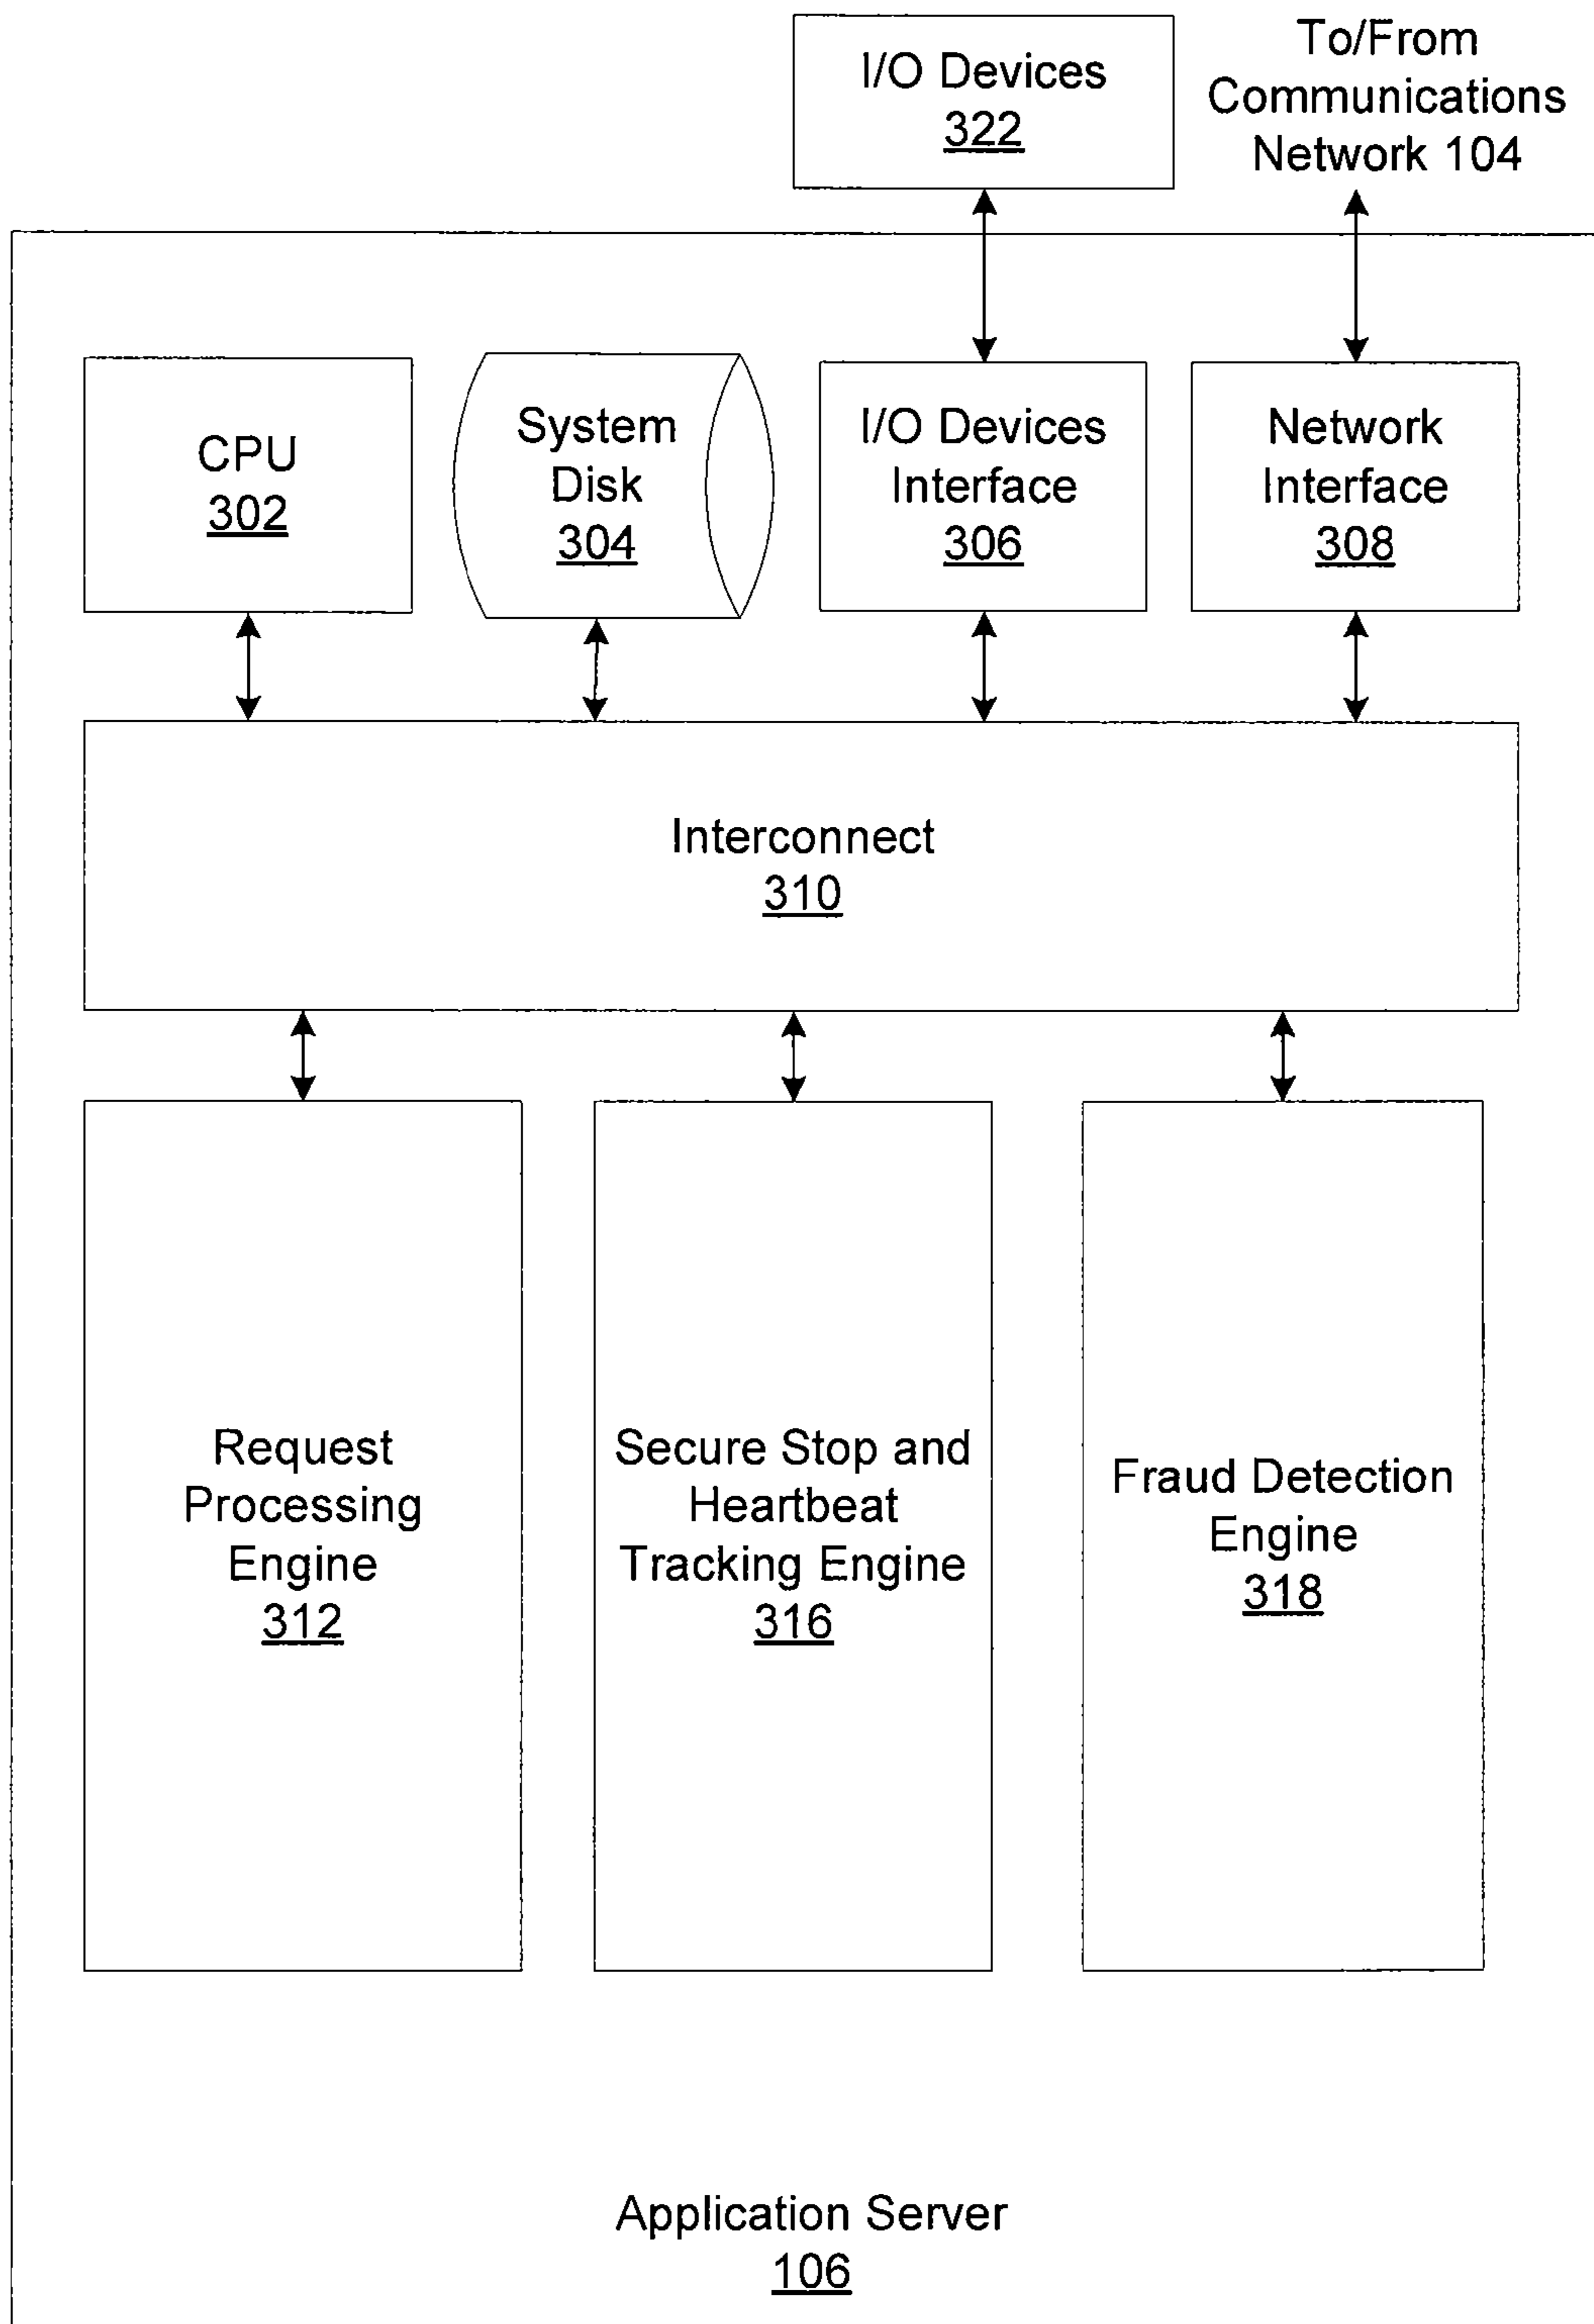 I/O Devices
322
To/From
Communications
Network 104
CPU
302
System
Disk
304
I/O Devices
Interface
306
Network
Interface
308
Interconnect
310
Request
Processing
Engine
312
Secure Stop and
Heartbeat
Tracking Engine
316
Fraud Detection
Engine
318
Application Server
106